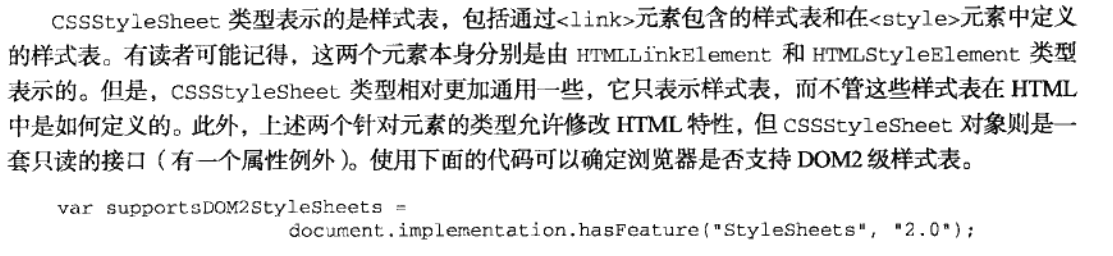 CSSStyleSheet 类型表示的是样式表，包括通过<link>元素包含的样式表和在<style>元素中定义
的样式表。有读者可能记得，这两个元素本身分别是由 HTMLLinkElement 和 HTMLStyleElement 类型
表示的。但是，CSSStyleSheet 类型相对更加通用一些，它只表示样式表，而不管这些样式表在 HTML
中是如何定义的。此外，上述两个针对元素的类型允许修改 HTML 特性，但 CSSStyleSheet 对象则是一
套只读的接口（有一个属性例外）。使用下面的代码可以确定浏览器是否支持 DOM2 级样式表。
var supportsDOM2StyleSheets =
document.implementation.hasFeature("StyleSheets", "2.0");